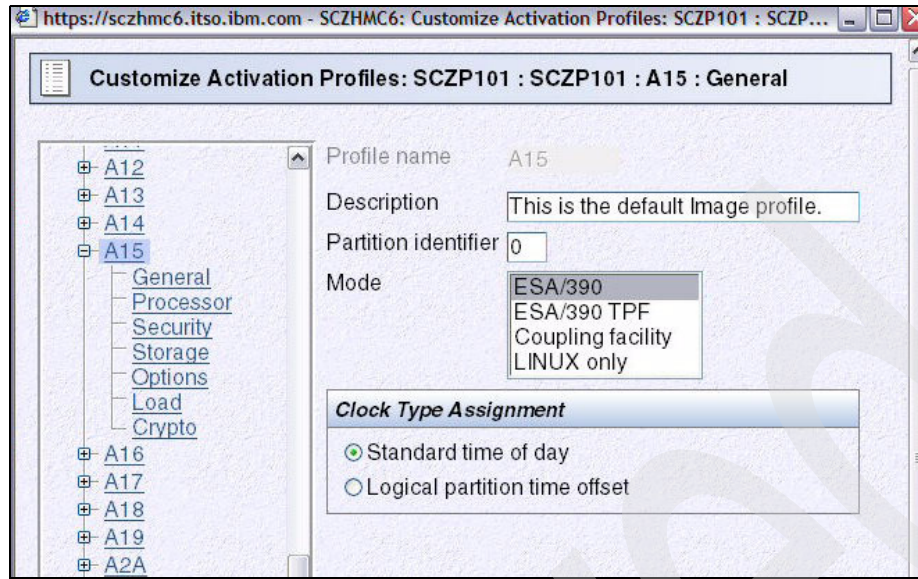 https://sczhmc6.itso.ibm.com - SCZHMC6: Customize Activation Profiles: SCZP101 : SCZP...
Customize Activation Profiles: SCZP101 : SCZP101 : A15 : General
A12
A13
A14
A15
General
Processor
Security
Storage
Options
Load
Crypto
A16
A17
A18
A19
A2A
Profile name A15
Description This is the default Image profile.
Partition identifier 0
Mode
ESA/390
ESA/390 TPF
Coupling facility
LINUX only
Clock Type Assignment
Standard time of day
Logical partition time offset